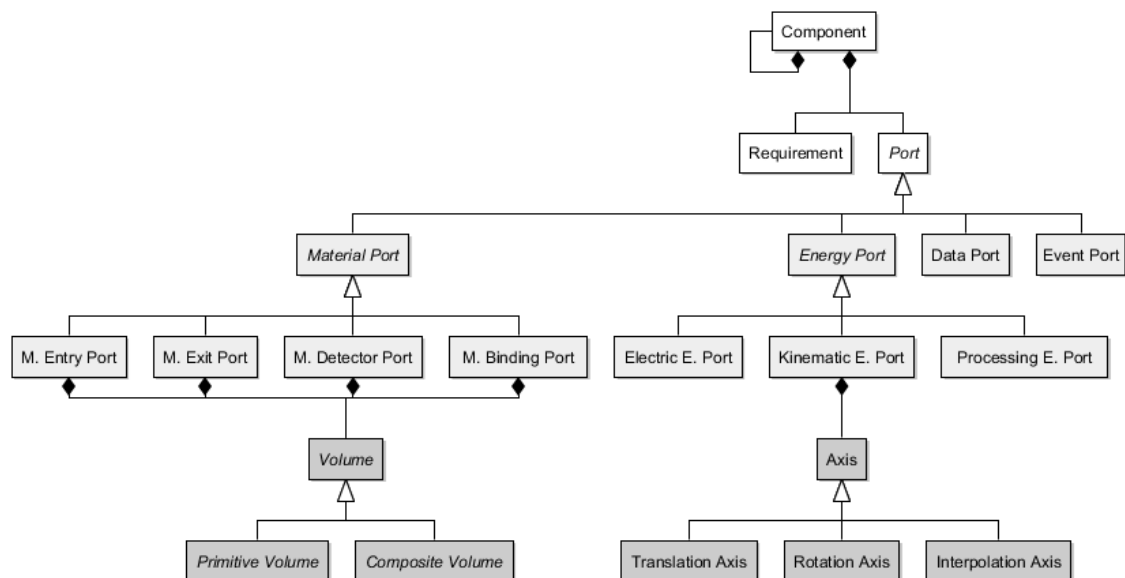 Component
Requirement
Port
Material Port
Energy Port
Data Port
Event Port
M. Entry Port
M. Exit Port
M. Detector Port
M. Binding Port
Electric E. Port
Kinematic E. Port
Processing E. Port
Volume
Axis
Primitive Volume
Composite Volume
Translation Axis
Rotation Axis
Interpolation Axis